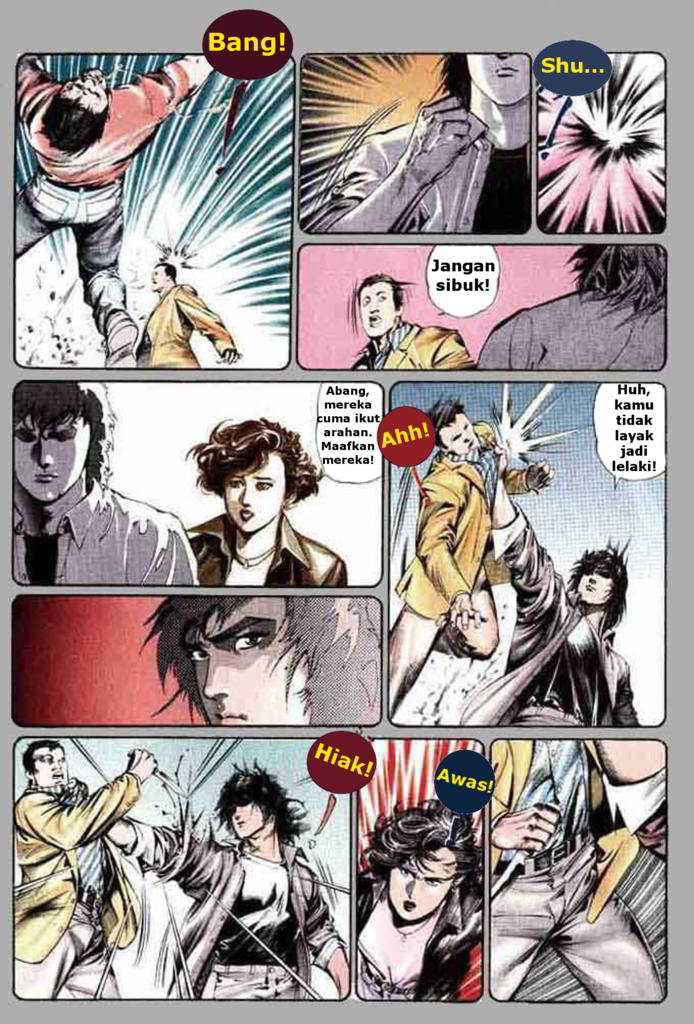 Bang!
Shu...
Jangan
sibuk!
Abang,
mereka
cuma ikut
arahan.
Maafkan
mereka!
Ahh!
Huh,
kamu
tidak
layak
jadi
lelaki!
Hiak!
Awas!